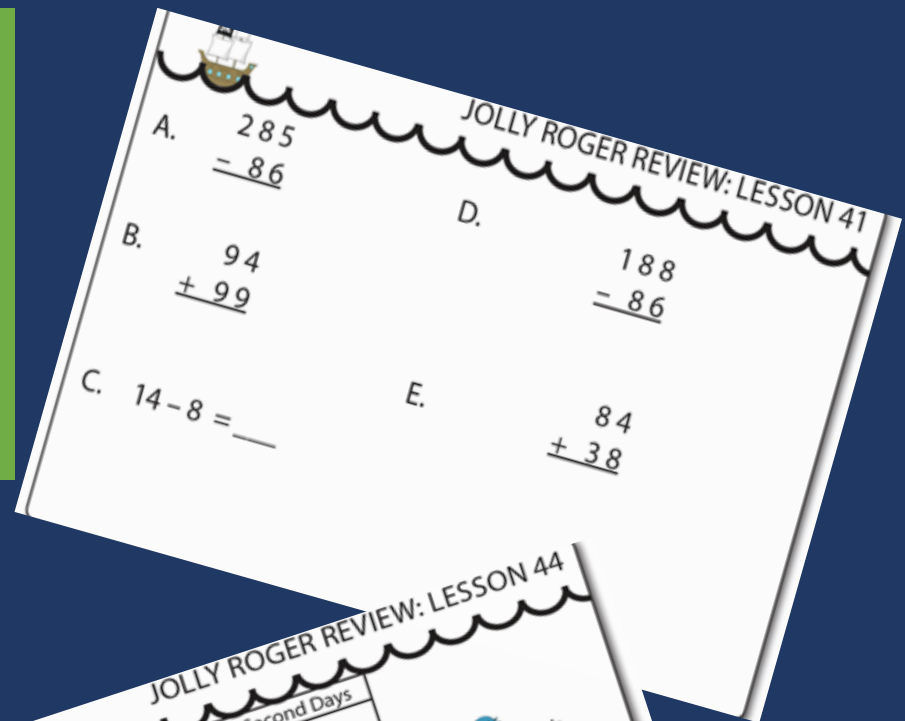 JOLLY ROGER REVIEW: LESSON 41
A.
285
- 86
B.
94
+ 99
C. 14 – 8 = ___
D.
188
- 86
E.
84
+ 38
JOLLY ROGER REVIEW: LESSON 44
Days